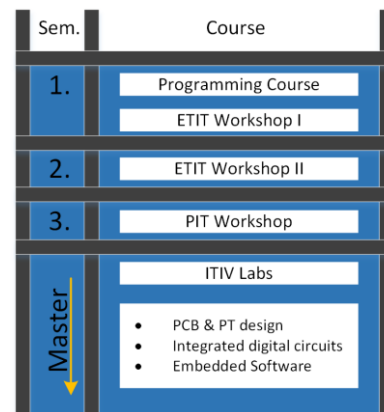 Sem. Course
1. Programming Course
ETIT Workshop I
2. ETIT Workshop II
3. PIT Workshop
Master
ITIV Labs
• PCB & PT design
• Integrated digital circuits
• Embedded Software